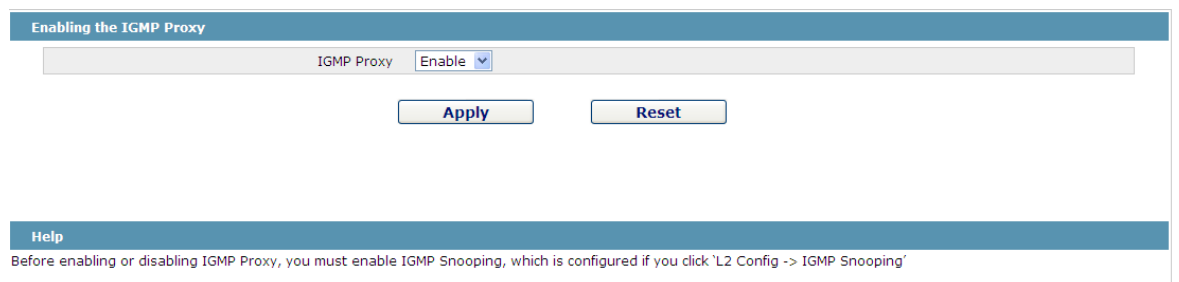 Enabling the IGMP Proxy
IGMP Proxy Enable
Apply Reset
Help
Before enabling or disabling IGMP Proxy, you must enable IGMP Snooping, which is configured if you click `L2 Config -> IGMP Snooping′